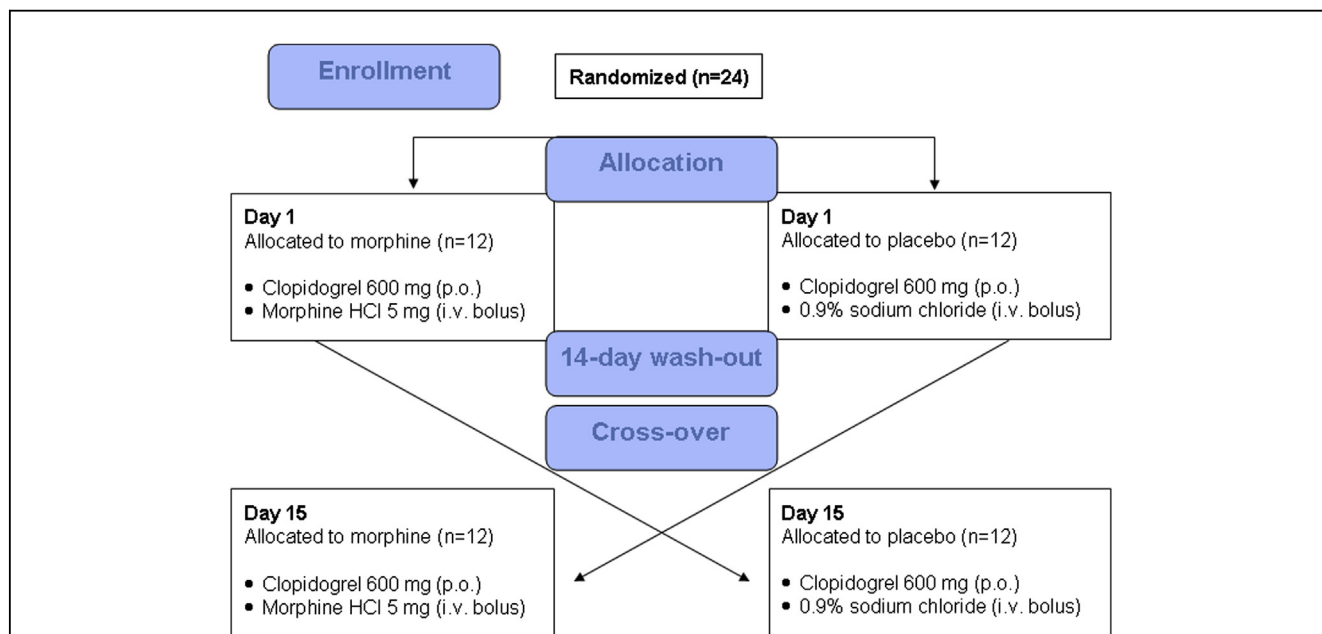 Enrollment
Randomized (n=24)
Allocation
Day 1
Allocated to morphine (n=12)
• Clopidogrel 600 mg (p.o.)
• Morphine HCl 5 mg (i.v. bolus)
Day 1
Allocated to placebo (n=12)
• Clopidogrel 600 mg (p.o.)
• 0.9% sodium chloride (i.v. bolus)
14-day wash-out
Cross-over
Day 15
Allocated to morphine (n=12)
• Clopidogrel 600 mg (p.o.)
• Morphine HCl 5 mg (i.v. bolus)
Day 15
Allocated to placebo (n=12)
• Clopidogrel 600 mg (p.o.)
• 0.9% sodium chloride (i.v. bolus)